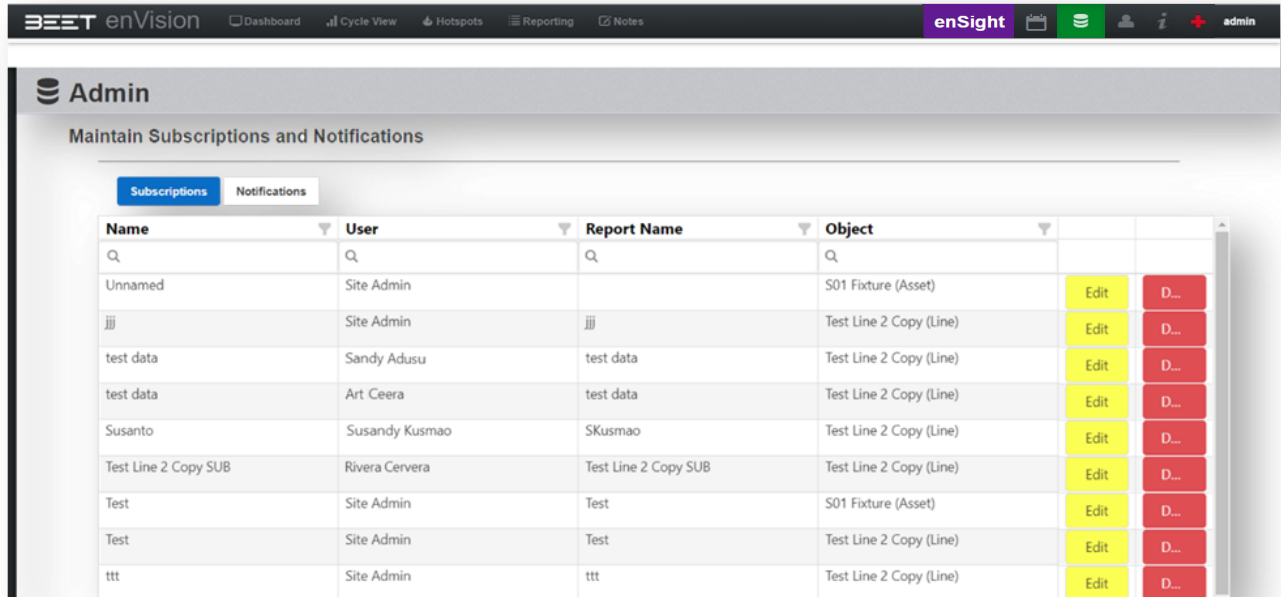 BEET enVision Dashboard Cycle View Hotspots Reporting Notes enSight i admin
Admin
Maintain Subscriptions and Notifications
Subscriptions Notifications
Name User Report Name Object
Unnamed Site Admin S01 Fixture (Asset) Edit D...
jjj Site Admin jjj Test Line 2 Copy (Line) Edit D...
test data Sandy Adusu test data Test Line 2 Copy (Line) Edit D...
test data Art Ceera test data Test Line 2 Copy (Line) Edit D...
Susanto Susandy Kusmao SKusmao Test Line 2 Copy (Line) Edit D...
Test Line 2 Copy SUB Rivera Cervera Test Line 2 Copy SUB Test Line 2 Copy (Line) Edit D...
Test Site Admin Test S01 Fixture (Asset) Edit D...
Test Site Admin Test Test Line 2 Copy (Line) Edit D...
ttt Site Admin ttt Test Line 2 Copy (Line) Edit D...